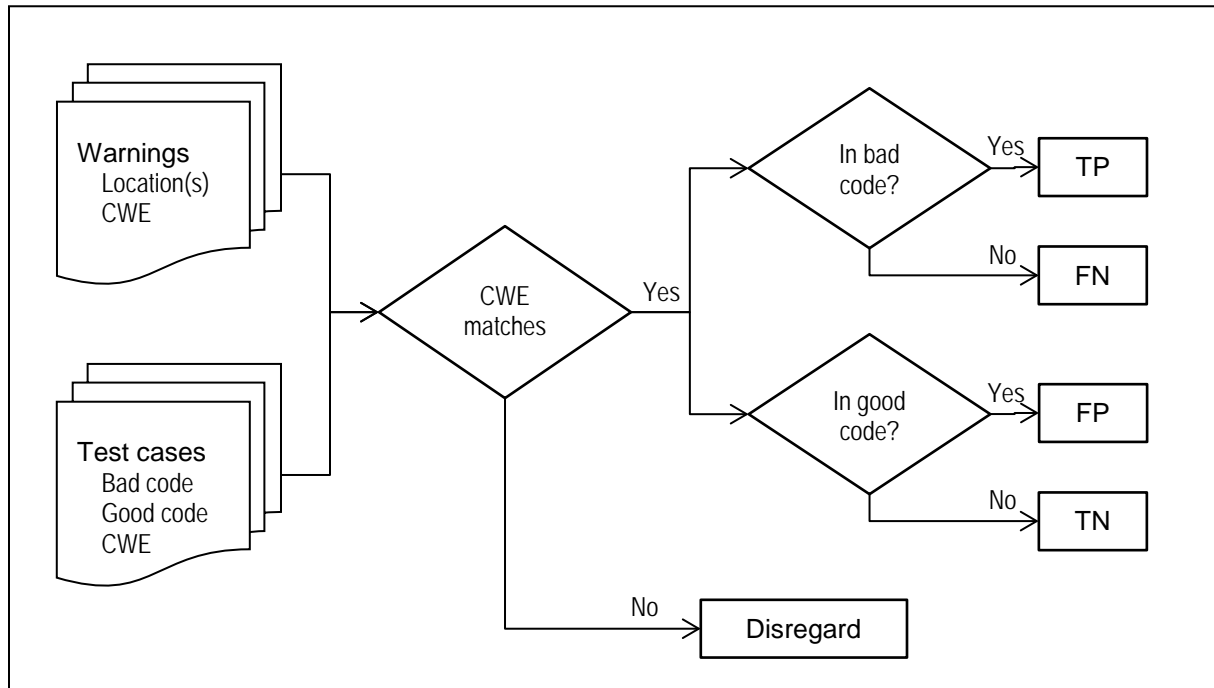 Warnings
Location(s)
CWE
Test cases
Bad code
Good code
CWE
CWE
matches
Yes
No
Disregard
In bad
code?
Yes
TP
No
FN
In good
code?
Yes
FP
No
TN